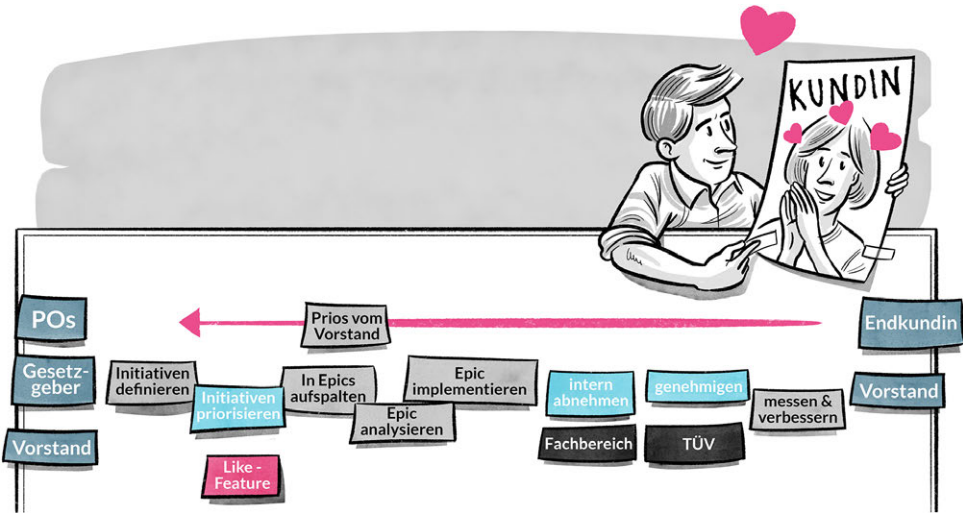 KUNDIN
POs
Prios vom
Vorstand
Endkundin
Gesetz-
geber
Initiativen
definieren
Initiativen
priorisieren
In Epics
aufspalten
Epic
analysieren
Epic
implementieren
intern
abnehmen
genehmigen
messen &
verbessern
Vorstand
Vorstand
Like -
Feature
Fachbereich
TÜV